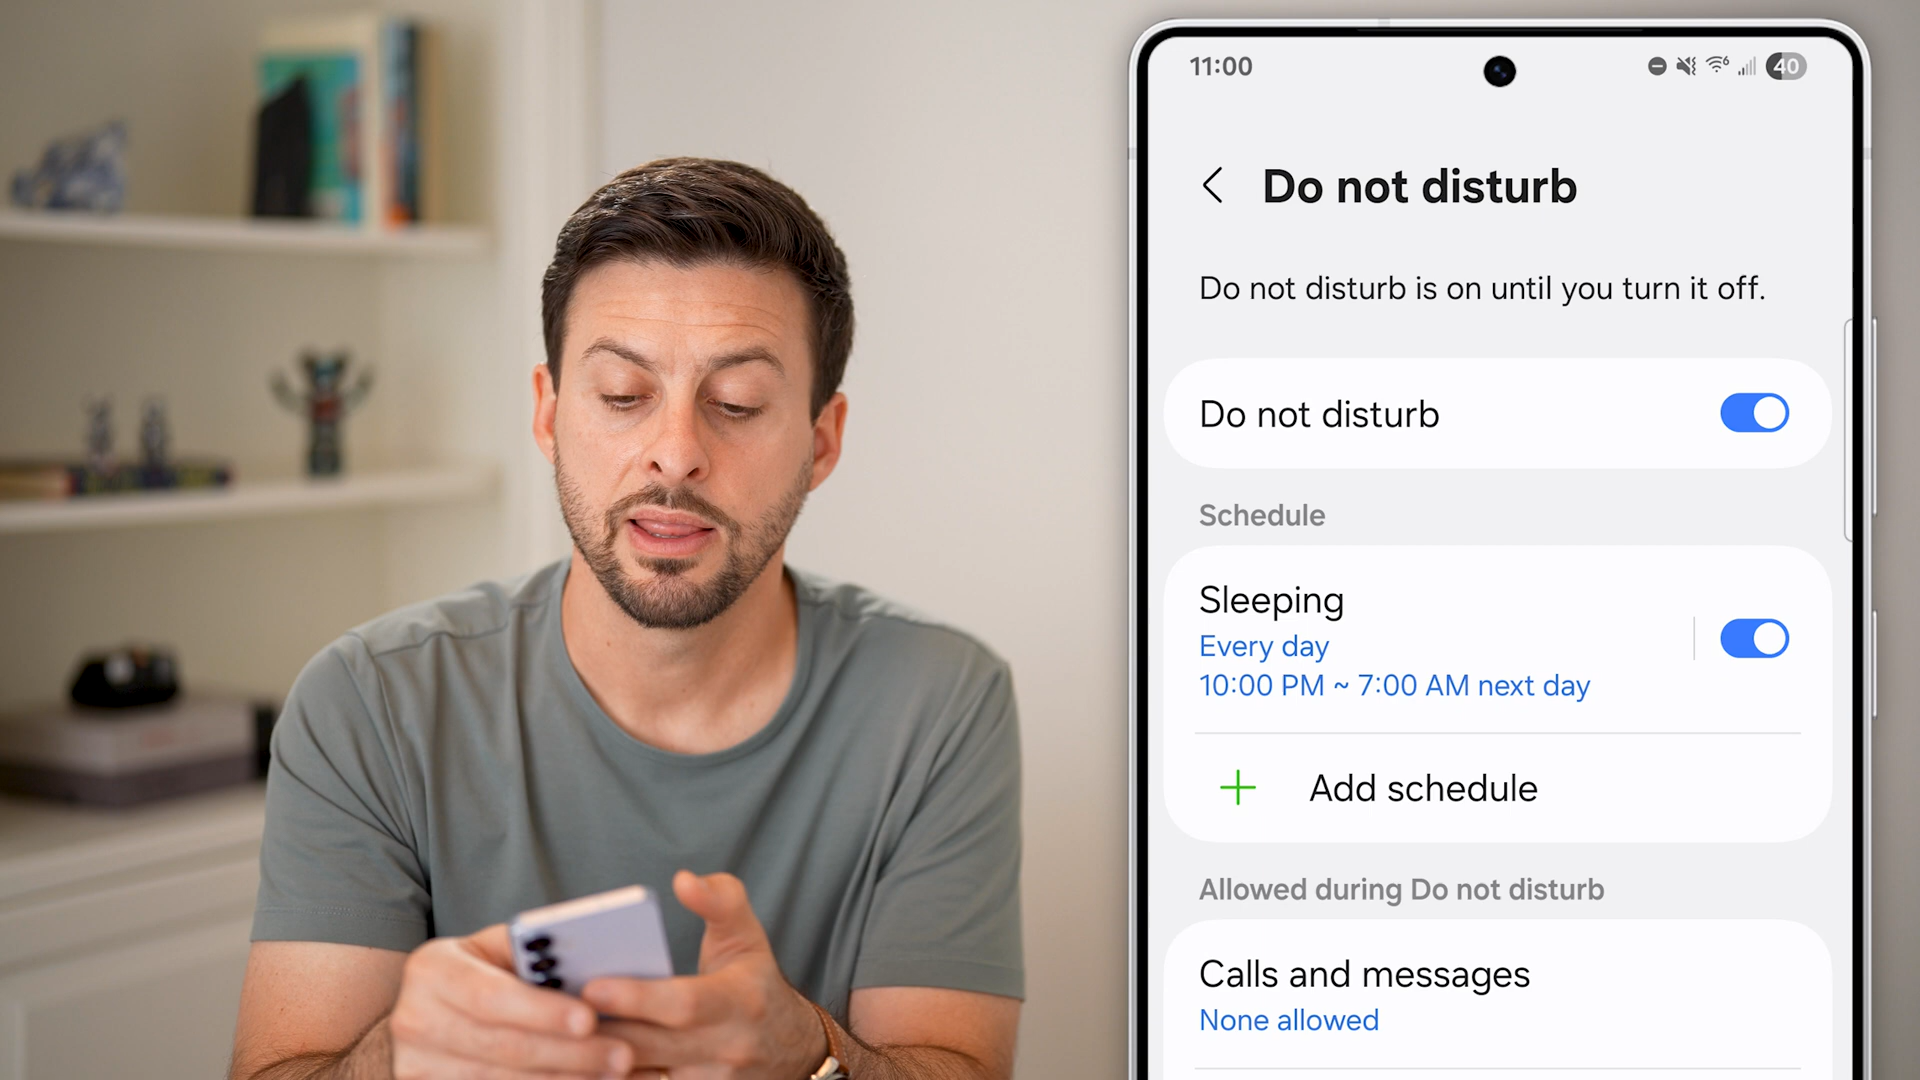 11:00
6
40
Do not disturb
Do not disturb is on until you turn it off.
Do not disturb
Schedule
Sleeping
Every day
10:00 PM ~ 7:00 AM next day
Add schedule
Allowed during Do not disturb
Calls and messages
None allowed